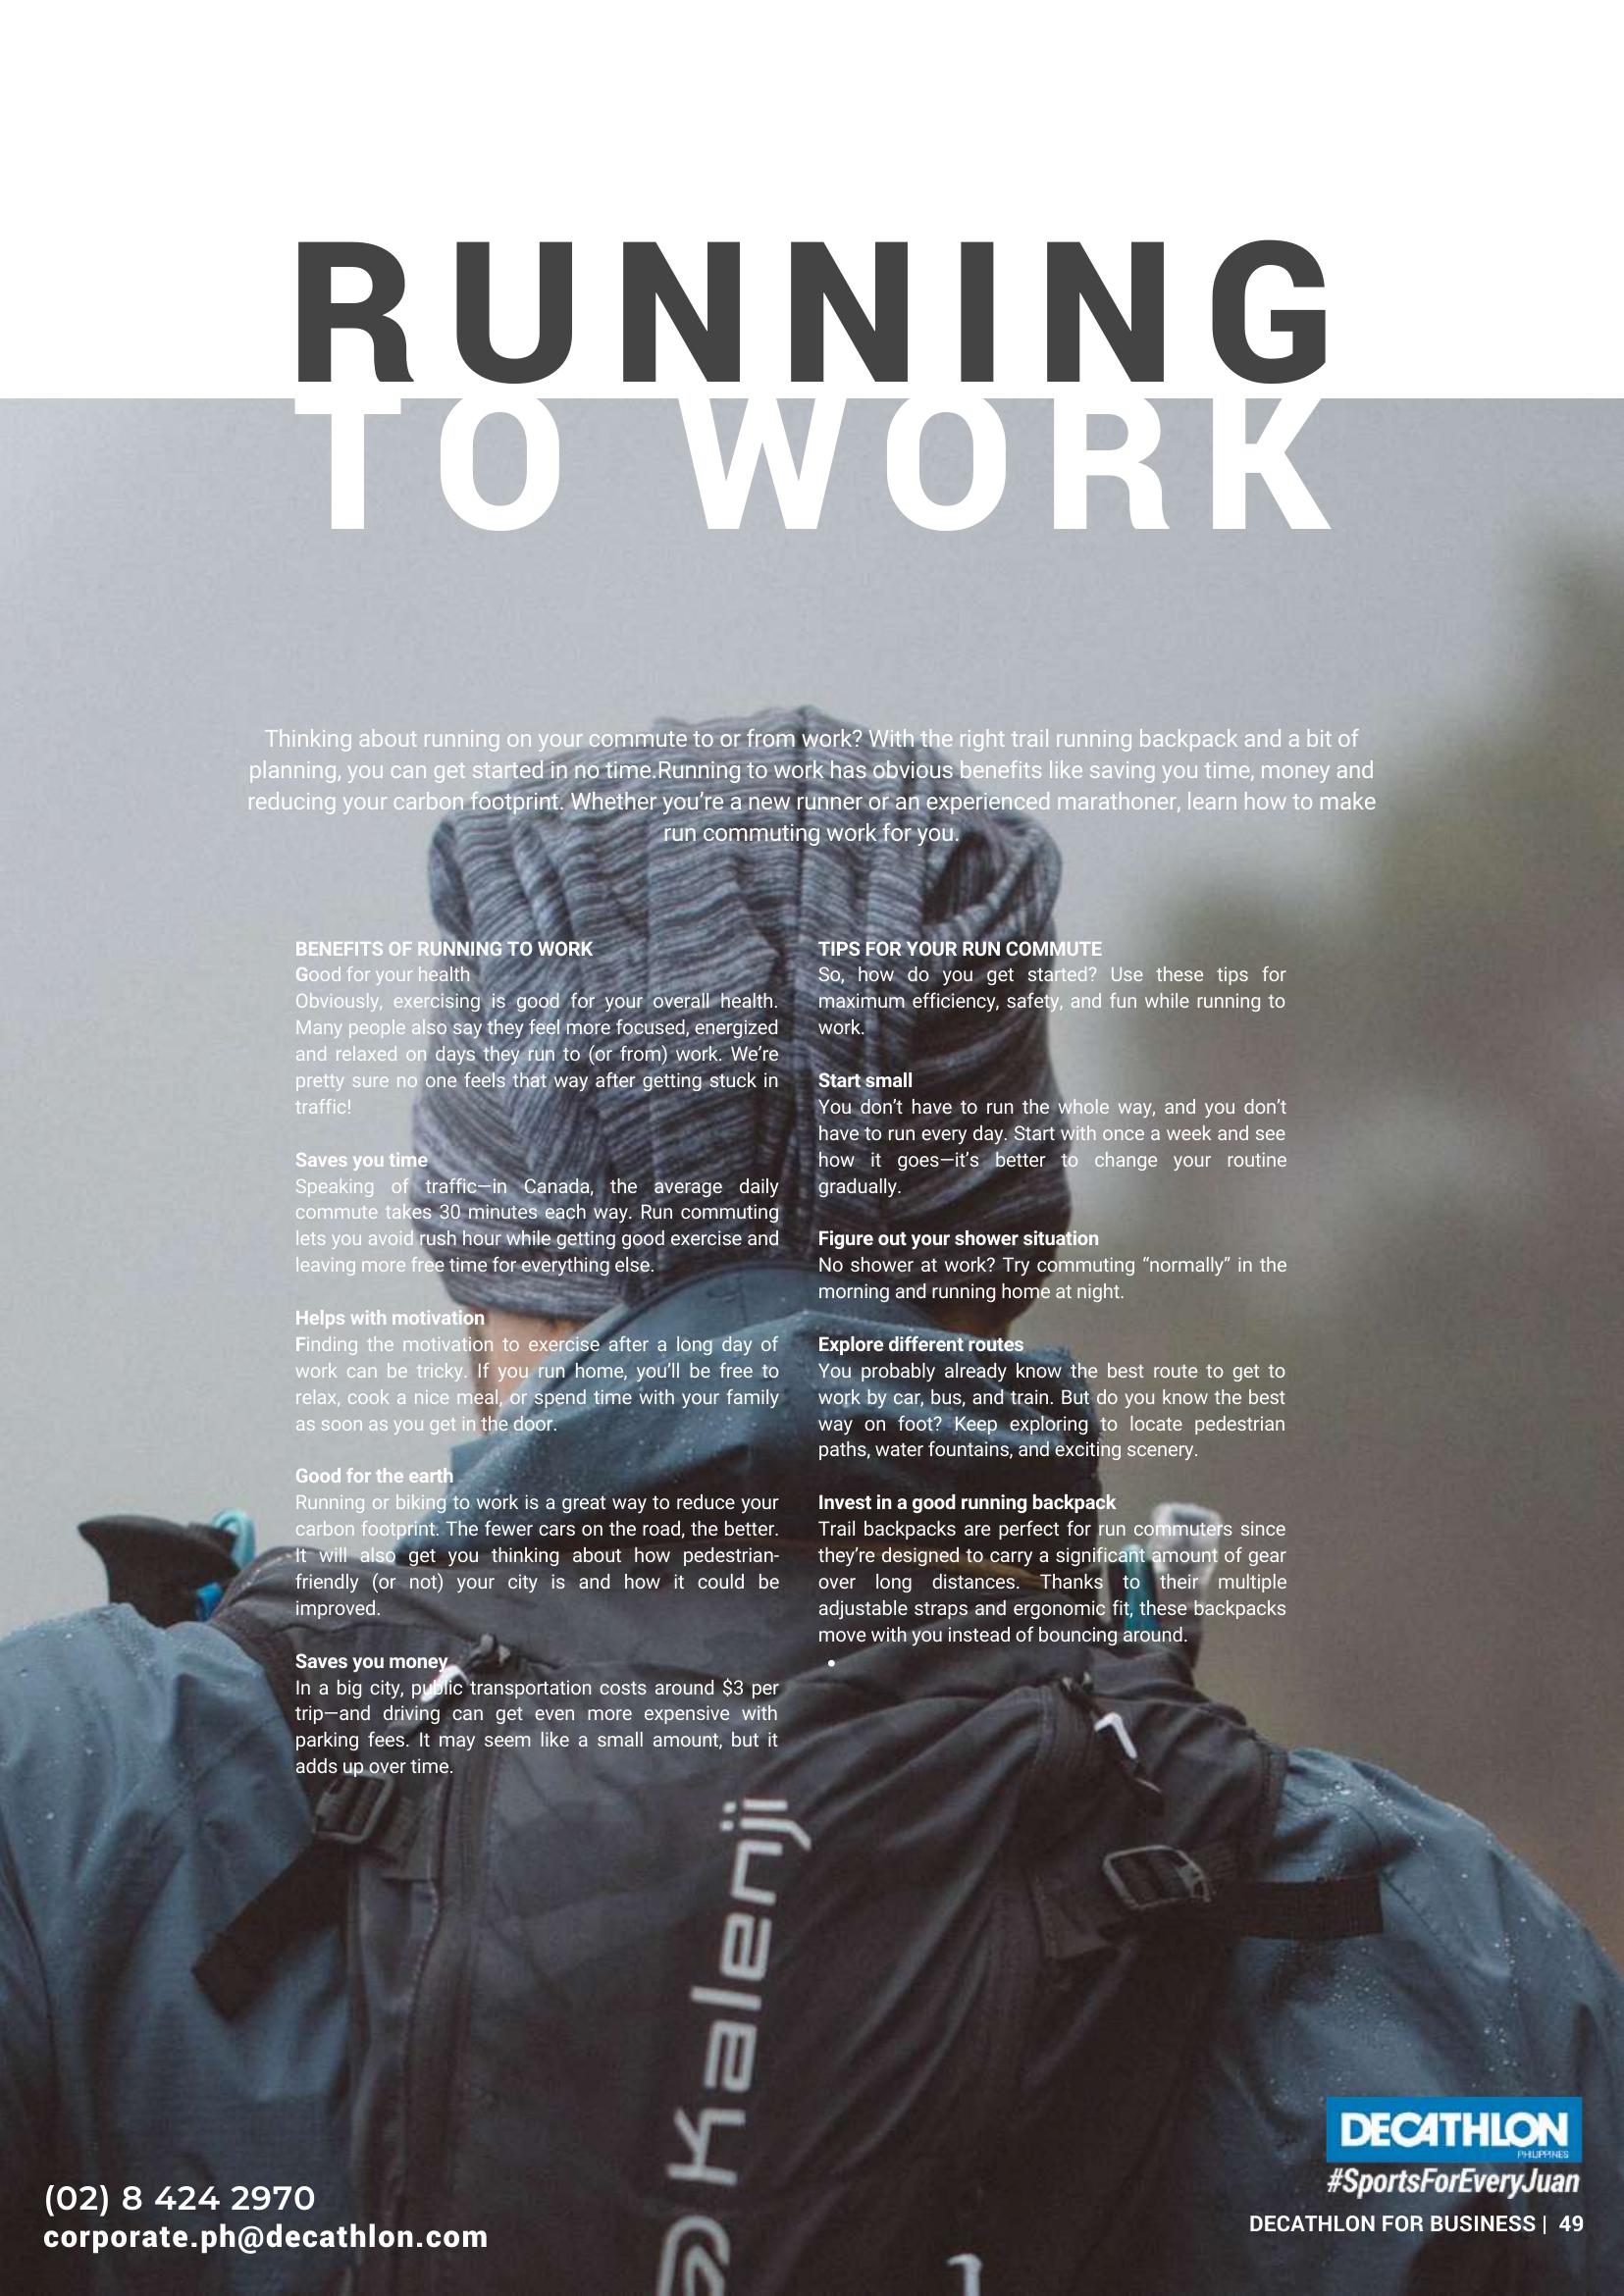 RUNNING
TO WORK
Thinking about running on your commute to or from work? With the right trail running backpack and a bit of
planning, you can get started in no time.Running to work has obvious benefits like saving you time, money and
reducing your carbon footprint. Whether you’re a new runner or an experienced marathoner, learn how to make
run commuting work for you.
BENEFITS OF RUNNING TO WORK
Good for your health
Obviously, exercising is good for your overall health.
Many people also say they feel more focused, energized
and relaxed on days they run to (or from) work. We’re
pretty sure no one feels that way after getting stuck in
traffic!
Saves you time
Speaking of traffic—in Canada, the average daily
commute takes 30 minutes each way. Run commuting
lets you avoid rush hour while getting good exercise and
leaving more free time for everything else.
Helps with motivation
Finding the motivation to exercise after a long day of
work can be tricky. If you run home, you’ll be free to
relax, cook a nice meal, or spend time with your family
as soon as you get in the door.
Good for the earth
Running or biking to work is a great way to reduce your
carbon footprint. The fewer cars on the road, the better.
It will also get you thinking about how pedestrian-
friendly (or not) your city is and how it could be
improved.
Saves you money
In a big city, public transportation costs around $3 per
trip—and driving can get even more expensive with
parking fees. It may seem like a small amount, but it
adds up over time.
TIPS FOR YOUR RUN COMMUTE
So, how do you get started? Use these tips for
maximum efficiency, safety, and fun while running to
work.
Start small
You don’t have to run the whole way, and you don’t
have to run every day. Start with once a week and see
how it goes—it’s better to change your routine
gradually.
Figure out your shower situation
No shower at work? Try commuting “normally” in the
morning and running home at night.
Explore different routes
You probably already know the best route to get to
work by car, bus, and train. But do you know the best
way on foot? Keep exploring to locate pedestrian
paths, water fountains, and exciting scenery.
Invest in a good running backpack
Trail backpacks are perfect for run commuters since
they’re designed to carry a significant amount of gear
over long distances. Thanks to their multiple
adjustable straps and ergonomic fit, these backpacks
move with you instead of bouncing around.
•
kalenji
(02) 8 424 2970
corporate.ph@decathlon.com
DECATHLON
PHILIPPINES
#SportsForEveryJuan
DECATHLON FOR BUSINESS | 49